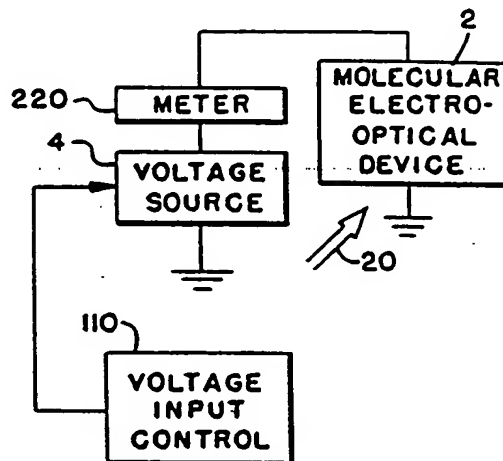 2
MOLECULAR
ELECTRO-
OPTICAL
DEVICE
220
METER
4
VOLTAGE
SOURCE
20
110
VOLTAGE
INPUT
CONTROL